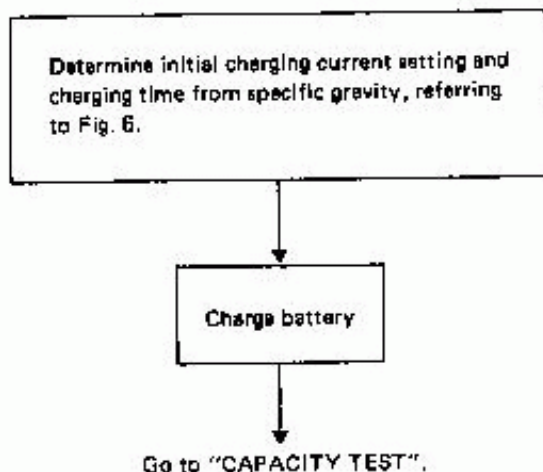 Determine initial charging current setting and
charging time from specific gravity, referring
to Fig. 6.
Charge battery
Go to "CAPACITY TEST".